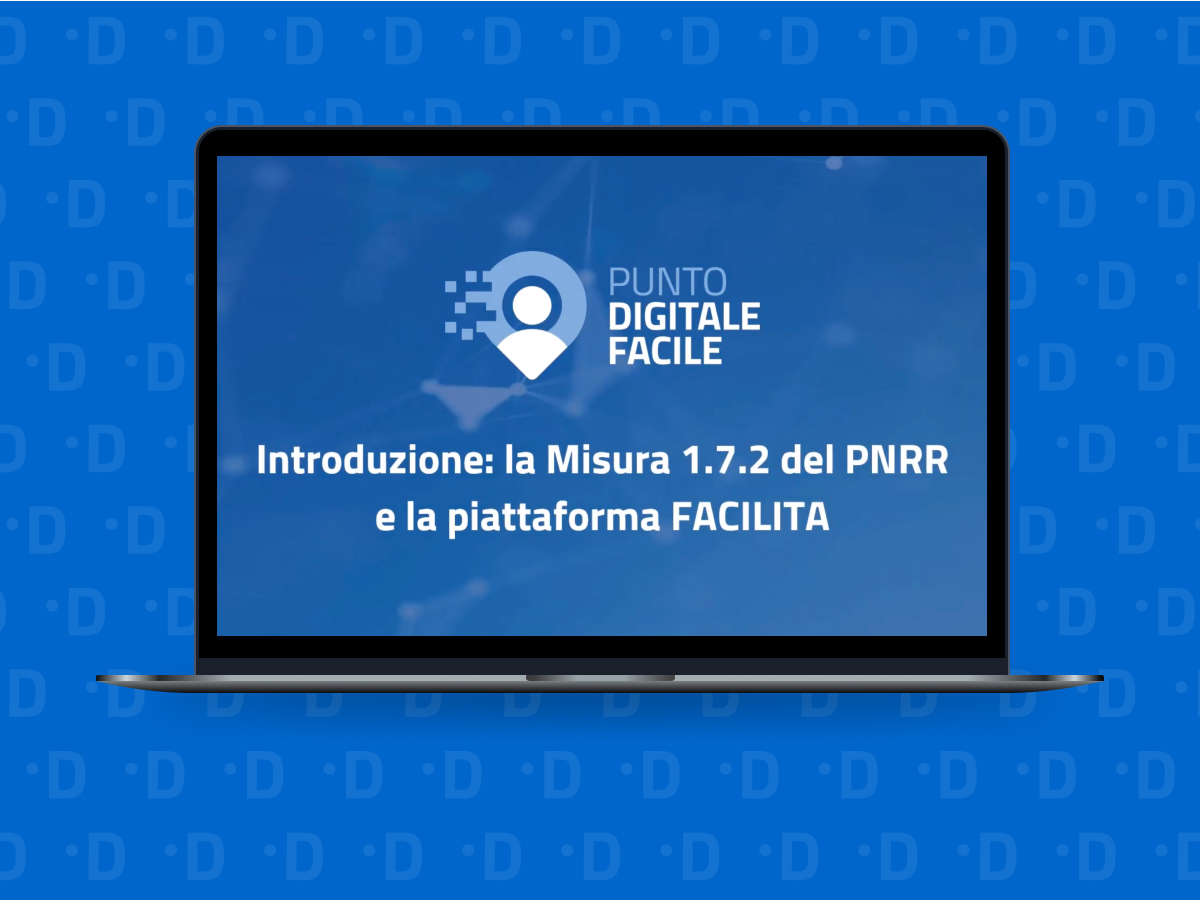 PUNTO
DIGITALE
FACILE
Introduzione: la Misura 1.7.2 del PNRR
e la piattaforma FACILITA